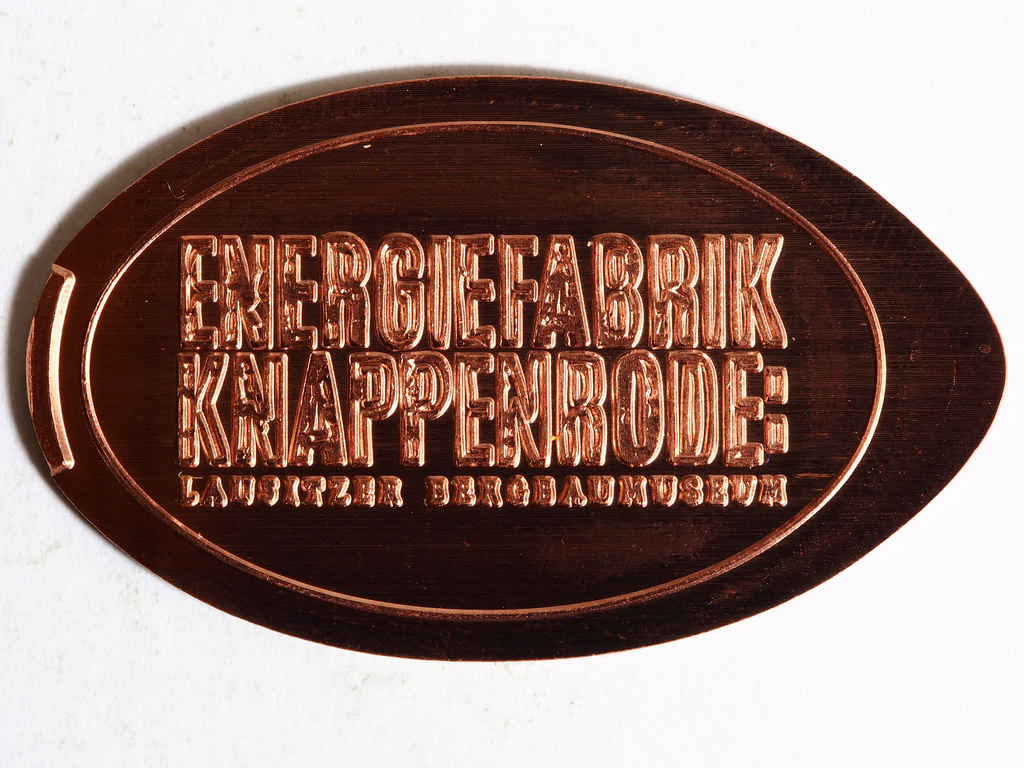 ENERGIEFABRIK
KNAPPENRODE:
LAUSITZER BERGBAUMUSEUM